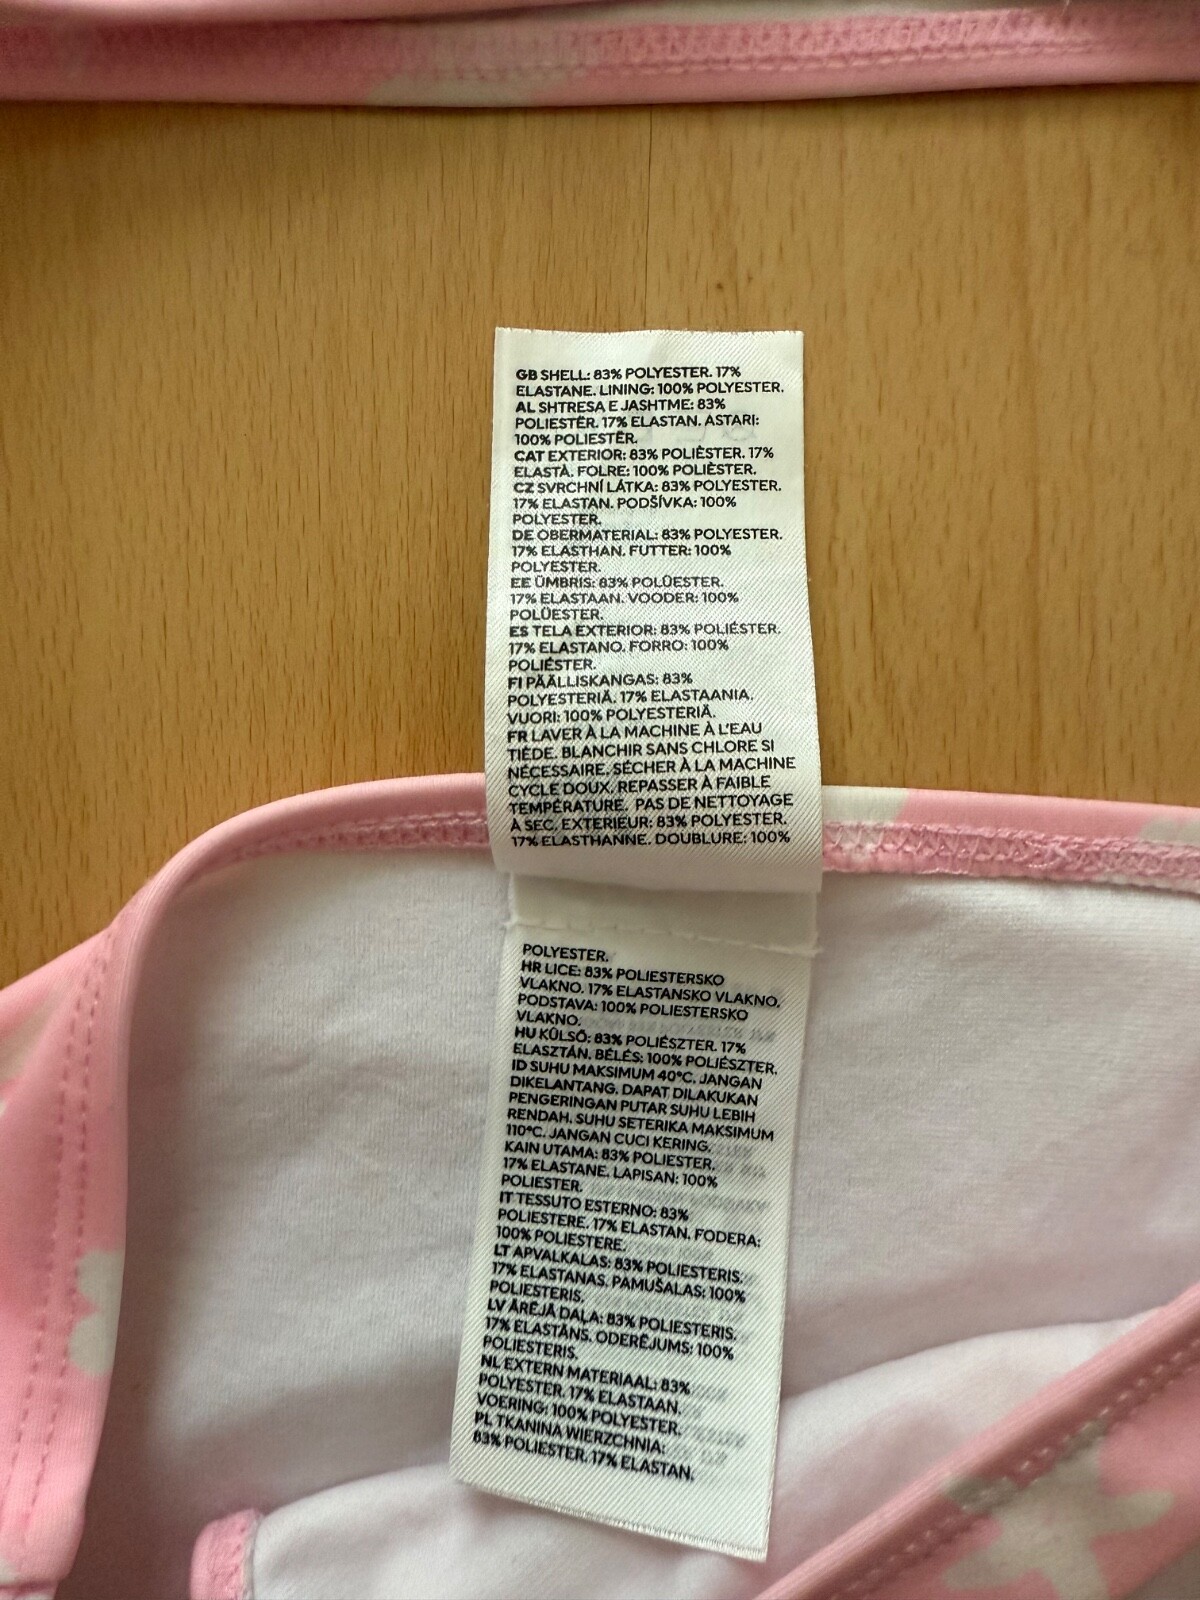 GB SHELL: 83% POLYESTER. 17%
ELASTANE. LINING: 100% POLYESTER.
AL SHTRESA E JASHTME: 83%
POLIESTËR. 17% ELASTAN. ASTARI:
100% POLIESTËR.
CAT EXTERIOR: 83% POLIÈSTER. 17%
ELASTÀ. FOLRE: 100% POLIÈSTER.
CZ SVRCHNÍ LÁTKA: 83% POLYESTER.
17% ELASTAN. PODŠÍVKA: 100%
POLYESTER.
DE OBERMATERIAL: 83% POLYESTER.
17% ELASTHAN. FUTTER: 100%
POLYESTER.
EE ÜMBRIS: 83% POLÜESTER.
17% ELASTAAN. VOODER: 100%
POLÜESTER.
ES TELA EXTERIOR: 83% POLIÉSTER.
17% ELASTANO. FORRO: 100%
POLIÉSTER.
FI PÄÄLLISKANGAS: 83%
POLYESTERIÄ. 17% ELASTAANIA.
VUORI: 100% POLYESTERIÄ.
FR LAVER À LA MACHINE À L'EAU
TIÈDE. BLANCHIR SANS CHLORE SI
NÉCESSAIRE. SÉCHER À LA MACHINE
CYCLE DOUX. REPASSER À FAIBLE
TEMPÉRATURE. PAS DE NETTOYAGE
À SEC. EXTERIEUR: 83% POLYESTER.
17% ELASTHANNE. DOUBLURE: 100%
POLYESTER.
HR LICE: 83% POLIESTERSKO
VLAKNO. 17% ELASTANSKO VLAKNO.
PODSTAVA: 100% POLIESTERSKO
VLAKNO.
HU KÜLSŐ: 83% POLIÉSZTER. 17%
ELASZTÁN. BÉLÉS: 100% POLIÉSZTER.
ID SUHU MAKSIMUM 40°C. JANGAN
DIKELANTANG. DAPAT DILAKUKAN
PENGERINGAN PUTAR SUHU LEBIH
RENDAH. SUHU SETERIKA MAKSIMUM
110°C. JANGAN CUCI KERING.
KAIN UTAMA: 83% POLIESTER.
17% ELASTANE. LAPISAN: 100%
POLIESTER.
IT TESSUTO ESTERNO: 83%
POLIESTERE. 17% ELASTAN. FODERA:
100% POLIESTERE.
LT APVALKALAS: 83% POLIESTERIS.
17% ELASTANAS. PAMUŠALAS: 100%
POLIESTERIS.
LV ĀRĒJĀ DAĻA: 83% POLIESTERIS.
17% ELASTĀNS. ODERĒJUMS: 100%
POLIESTERIS.
NL EXTERN MATERIAAL: 83%
POLYESTER. 17% ELASTAAN.
VOERING: 100% POLYESTER.
PL TKANINA WIERZCHNIA:
83% POLIESTER. 17% ELASTAN.